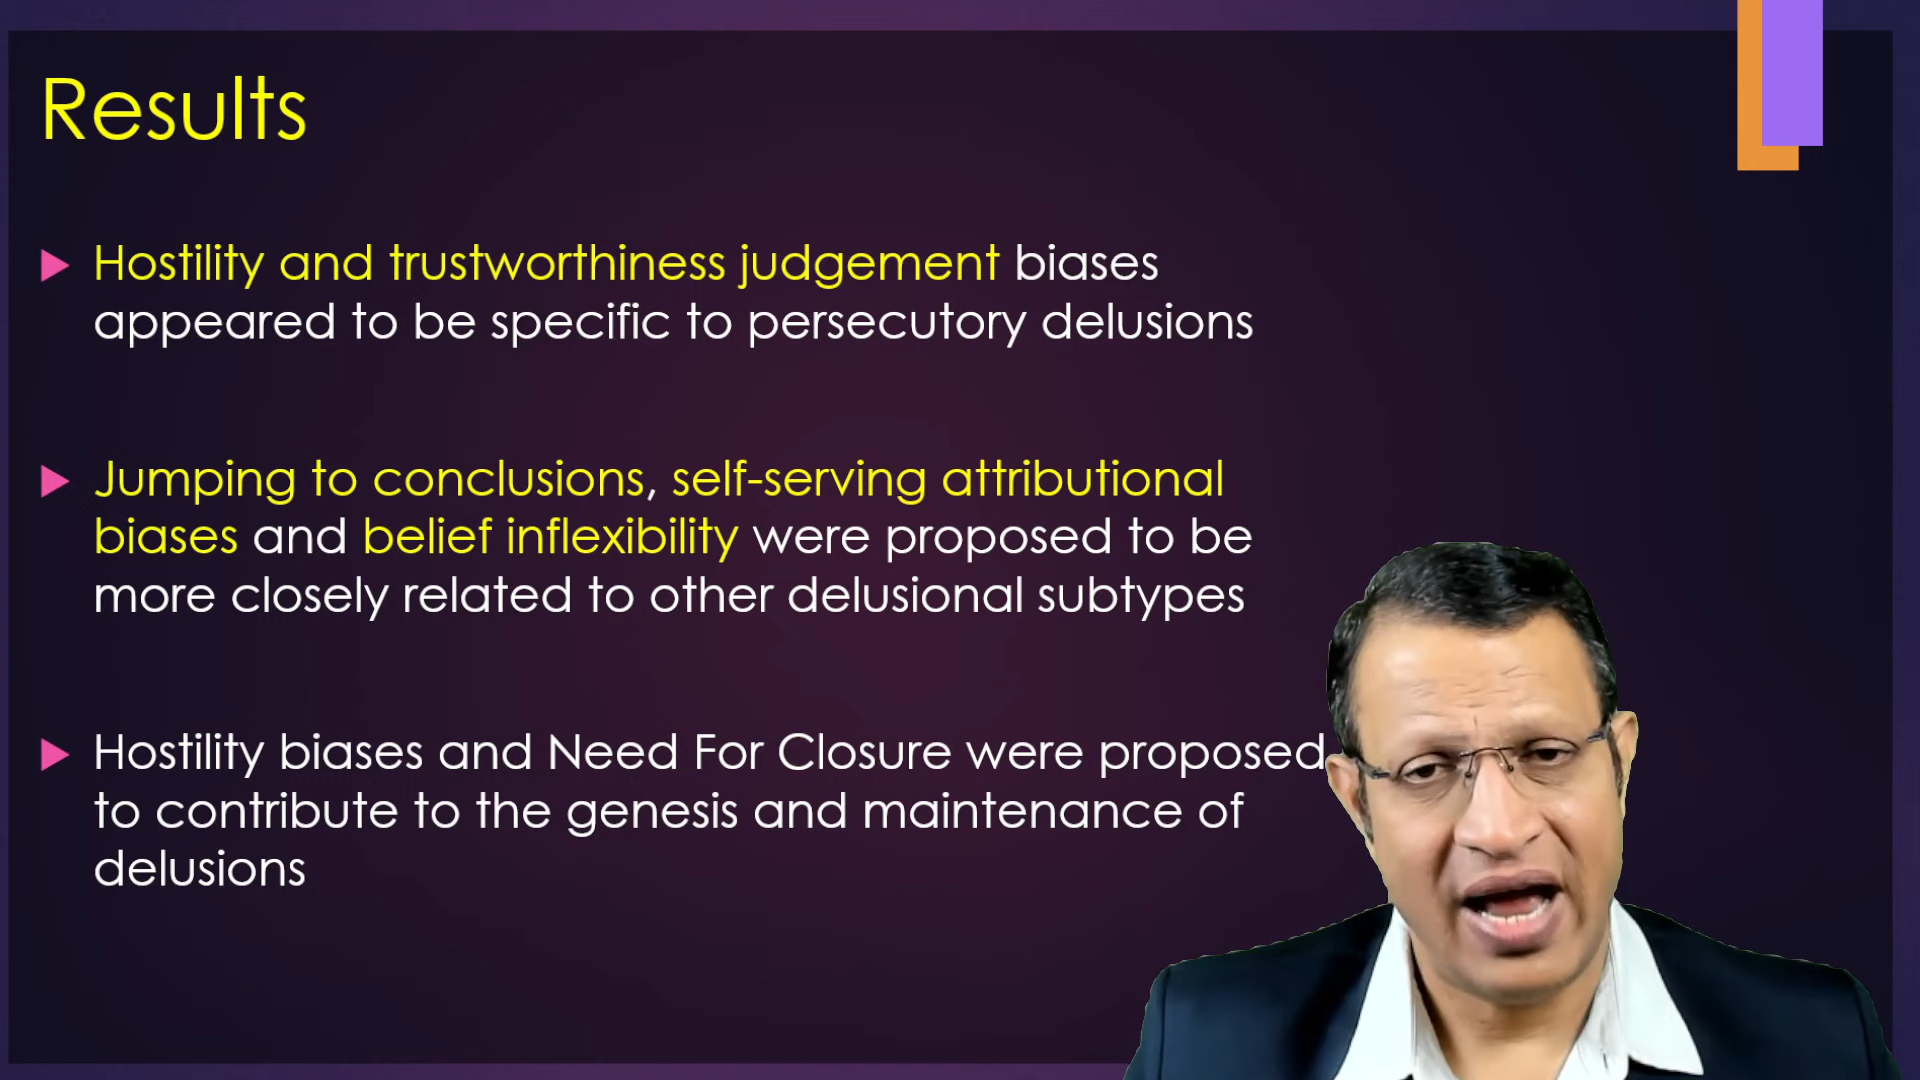 Results
Hostility and trustworthiness judgement biases
appeared to be specific to persecutory delusions
Jumping to conclusions, self-serving attributional
biases and belief inflexibility were proposed to be
more closely related to other delusional subtypes
Hostility biases and Need For Closure were proposed
to contribute to the genesis and maintenance of
delusions